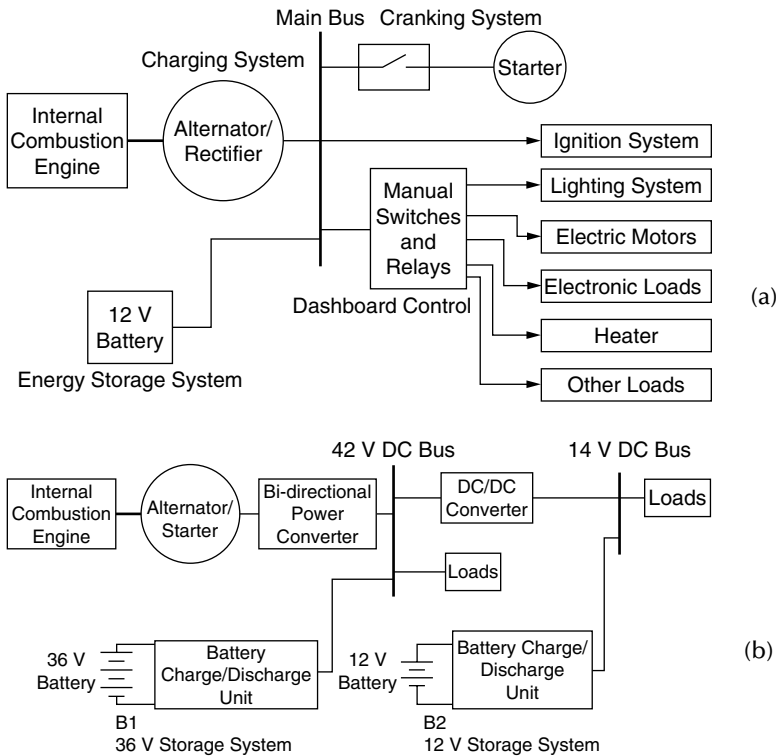 Main Bus
Cranking System
Starter
Charging System
Internal
Combustion
Engine
Alternator/
Rectifier
Ignition System
Lighting System
Manual
Switches
and
Relays
Electric Motors
Electronic Loads
Heater
Other Loads
Dashboard Control
12 V
Battery
Energy Storage System
(a)
42 V DC Bus
14 V DC Bus
Internal
Combustion
Engine
Alternator/
Starter
Bi-directional
Power
Converter
DC/DC
Converter
Loads
Loads
36 V
Battery
Battery
Charge/Discharge
Unit
B1
36 V Storage System
12 V
Battery
Battery Charge/
Discharge
Unit
B2
12 V Storage System
(b)